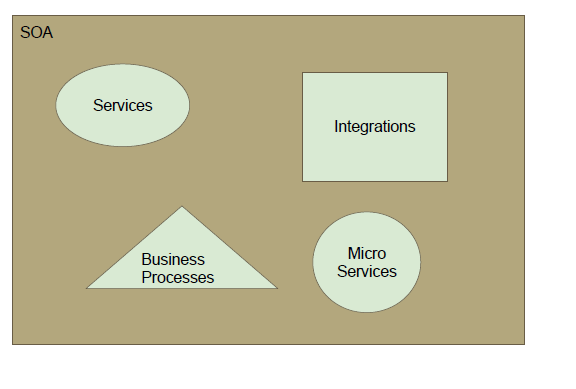 SOA
Services
Integrations
Business
Processes
Micro
Services